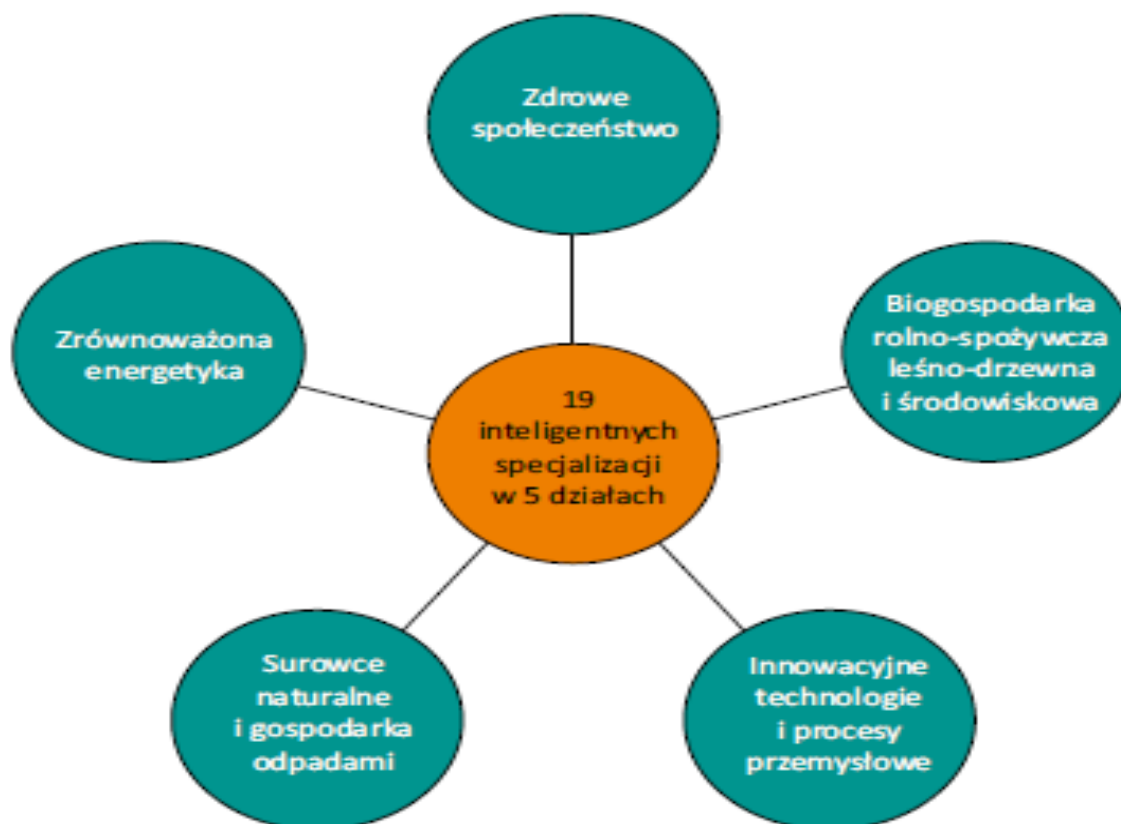 Zdrowe
społeczeństwo
Zrównoważona
energetyka
Biogospodarka
rolno-spożywcza
leśno-drzewna
i środowiskowa
19
inteligentnych
specjalizacji
w 5 działach
Surowce
naturalne
i gospodarka
odpadami
Innowacyjne
technologie
i procesy
przemysłowe